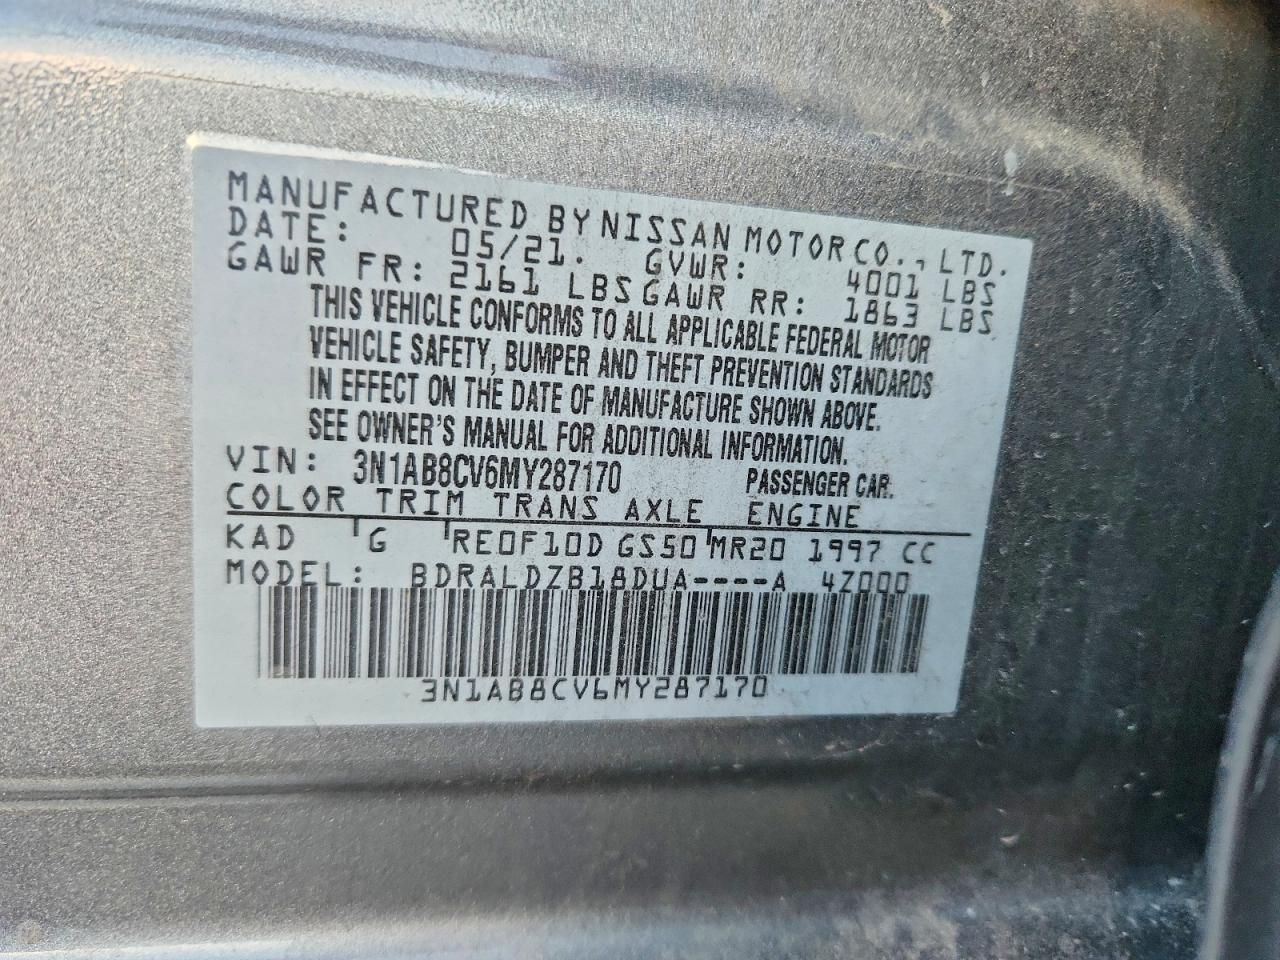 MANUFACTURED BY NISSAN MOTOR CO., LTD.
DATE: 05/21. GVWR: 4001 LBS
GAWR FR: 2161 LBS GAWR RR: 1863 LBS
THIS VEHICLE CONFORMS TO ALL APPLICABLE FEDERAL MOTOR
VEHICLE SAFETY, BUMPER AND THEFT PREVENTION STANDARDS
IN EFFECT ON THE DATE OF MANUFACTURE SHOWN ABOVE.
SEE OWNER'S MANUAL FOR ADDITIONAL INFORMATION.
VIN: 3N1AB8CV6MY287170 PASSENGER CAR.
COLOR TRIM TRANS AXLE ENGINE
KAD G RE0F10D GS50 MR20 1997 CC
MODEL: BDRALDZB18DUA----A 4Z000
3N1AB8CV6MY287170